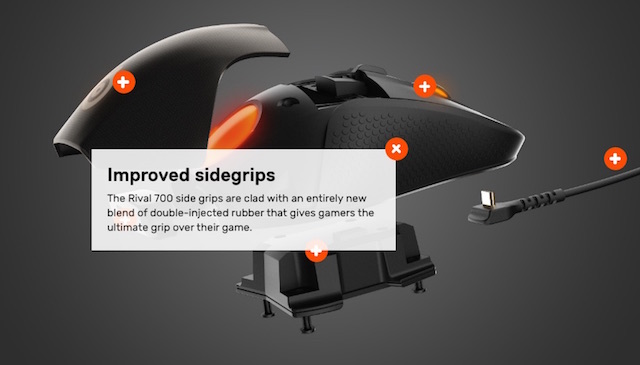 Improved sidegrips
The Rival 700 side grips are clad with an entirely new
blend of double-injected rubber that gives gamers the
ultimate grip over their game.